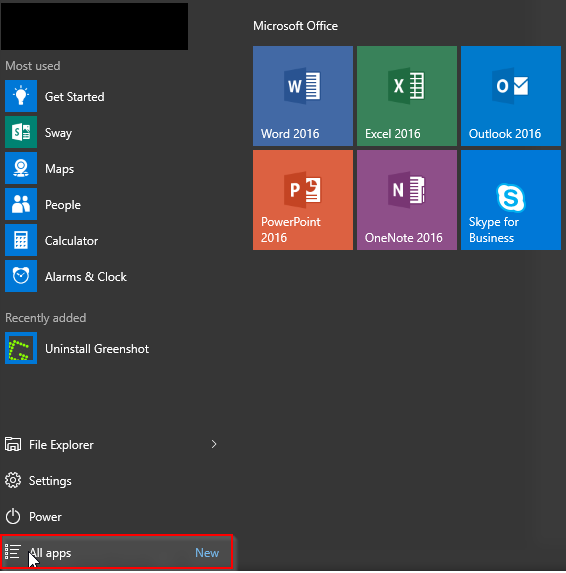 Most used
Get Started
Sway
Maps
People
Calculator
Alarms & Clock
Recently added
Uninstall Greenshot
File Explorer
Settings
Power
All apps New
Microsoft Office
Word 2016
Excel 2016
Outlook 2016
PowerPoint
2016
OneNote 2016
Skype for
Business